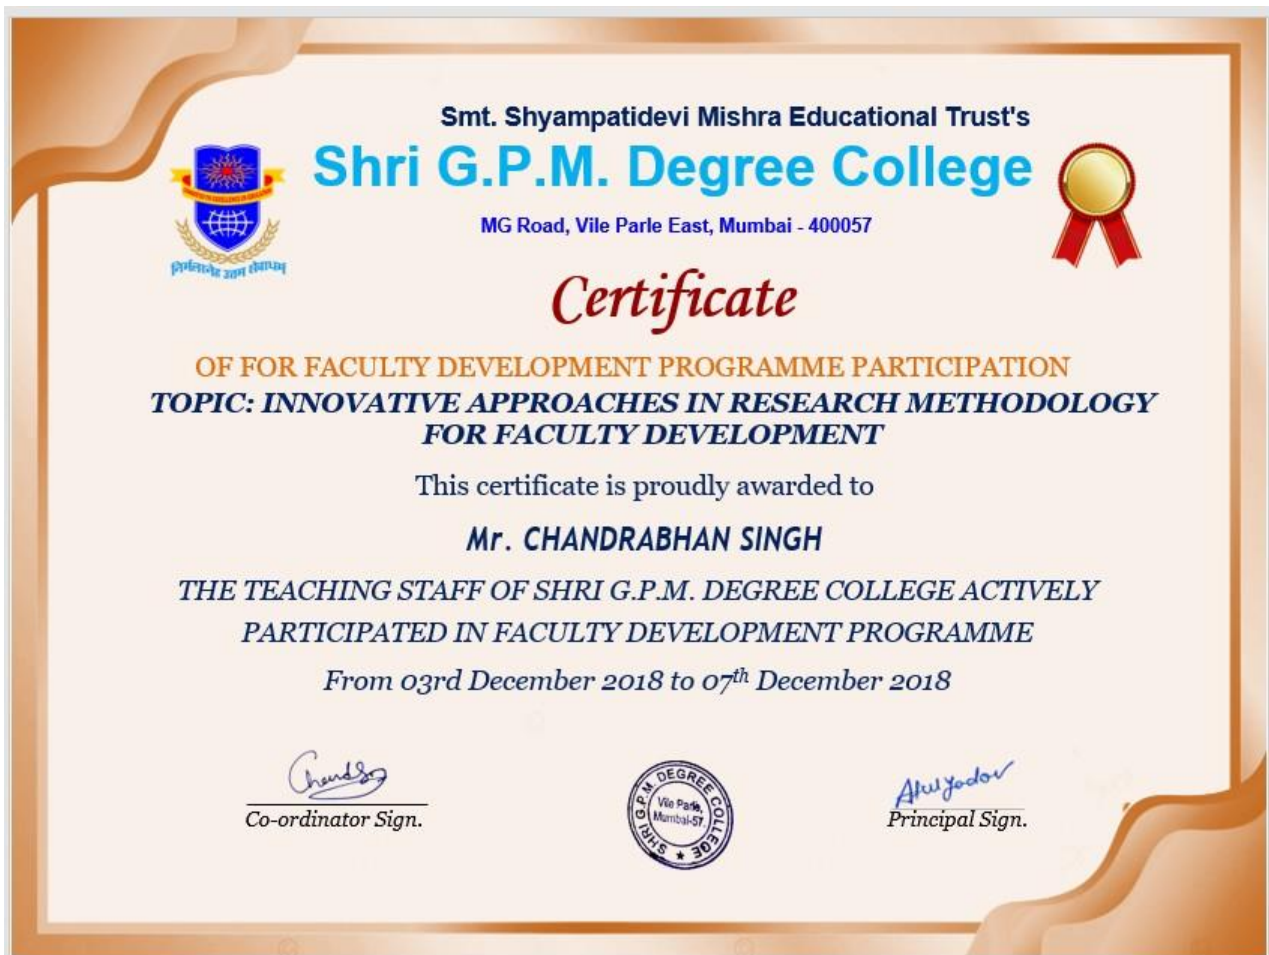 Smt. Shyampatidevi Mishra Educational Trust's
Shri G.P.M. Degree College
MG Road, Vile Parle East, Mumbai - 400057
Certificate
OF FOR FACULTY DEVELOPMENT PROGRAMME PARTICIPATION
TOPIC: INNOVATIVE APPROACHES IN RESEARCH METHODOLOGY
FOR FACULTY DEVELOPMENT
This certificate is proudly awarded to
Mr. CHANDRABHAN SINGH
THE TEACHING STAFF OF SHRI G.P.M. DEGREE COLLEGE ACTIVELY
PARTICIPATED IN FACULTY DEVELOPMENT PROGRAMME
From 03rd December 2018 to 07th December 2018
Co-ordinator Sign.
SHRI G.P.M. DEGREE COLLEGE
Vile Parle,
Mumbai-57.
Atul Yadav
Principal Sign.